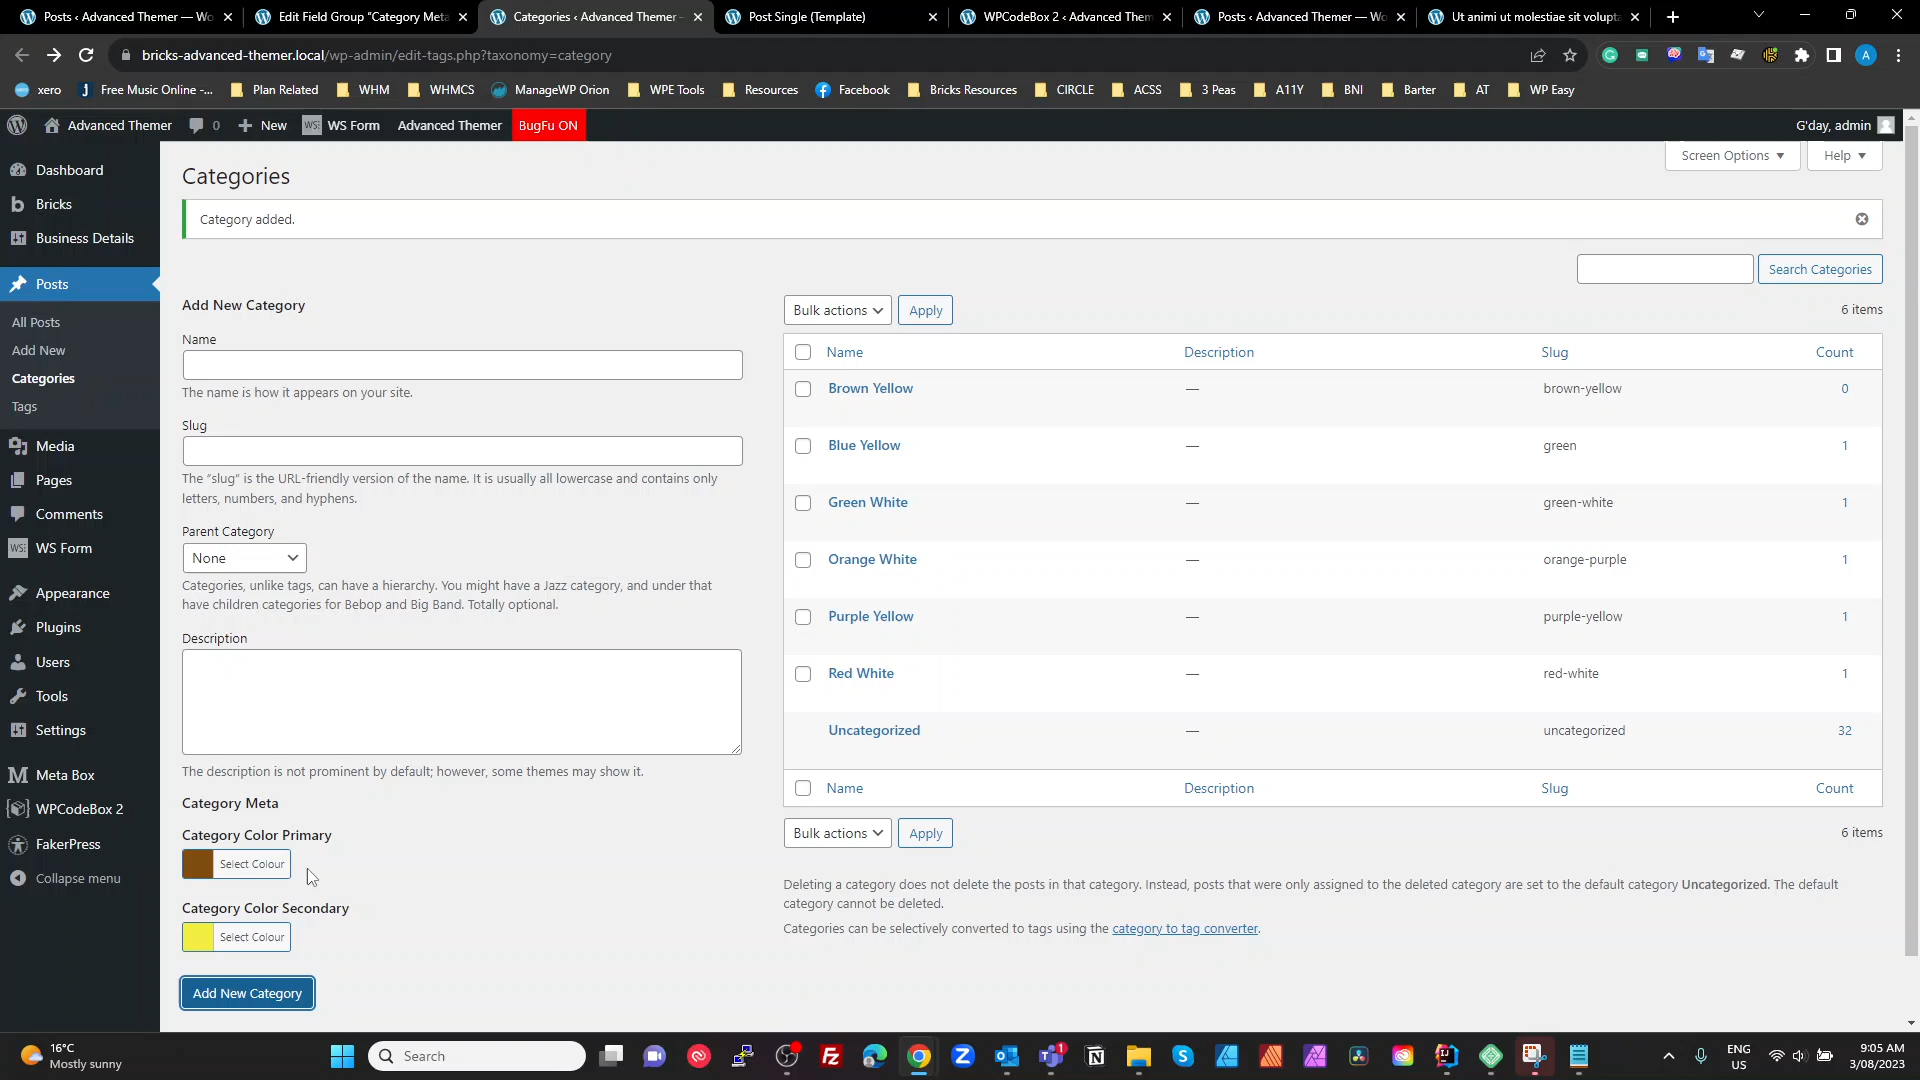 Posts ‹ Advanced Themer — Wo
Edit Field Group “Category Meta
Categories ‹ Advanced Themer –
Post Single (Template)
WPCodeBox 2 ‹ Advanced Them
Posts ‹ Advanced Themer — Wo
Ut animi ut molestiae sit volupta
bricks-advanced-themer.local/wp-admin/edit-tags.php?taxonomy=category
A
xero
Free Music Online -...
Plan Related
WHM
WHMCS
ManageWP Orion
WPE Tools
Resources
Facebook
Bricks Resources
CIRCLE
ACSS
3 Peas
A11Y
BNI
Barter
AT
WP Easy
Advanced Themer
0
New
WS Form
Advanced Themer
BugFu ON
G'day, admin
Dashboard
Bricks
Business Details
Posts
All Posts
Add New
Categories
Tags
Media
Pages
Comments
WS Form
Appearance
Plugins
Users
Tools
Settings
Meta Box
WPCodeBox 2
FakerPress
Collapse menu
Screen Options
Help
Categories
Category added.
Search Categories
Add New Category
Name
The name is how it appears on your site.
Slug
The “slug” is the URL-friendly version of the name. It is usually all lowercase and contains only
letters, numbers, and hyphens.
Parent Category
None
Categories, unlike tags, can have a hierarchy. You might have a Jazz category, and under that
have children categories for Bebop and Big Band. Totally optional.
Description
The description is not prominent by default; however, some themes may show it.
Category Meta
Category Color Primary
Select Colour
Category Color Secondary
Select Colour
Add New Category
Bulk actions
Apply
6 items
Name Description Slug Count
Brown Yellow — brown-yellow 0
Blue Yellow — green 1
Green White — green-white 1
Orange White — orange-purple 1
Purple Yellow — purple-yellow 1
Red White — red-white 1
Uncategorized — uncategorized 32
Name Description Slug Count
Bulk actions
Apply
6 items
Deleting a category does not delete the posts in that category. Instead, posts that were only assigned to the deleted category are set to the default category Uncategorized. The default
category cannot be deleted.
Categories can be selectively converted to tags using the category to tag converter.
16°C
Mostly sunny
Search
1
ENG
US
9:05 AM
3/08/2023